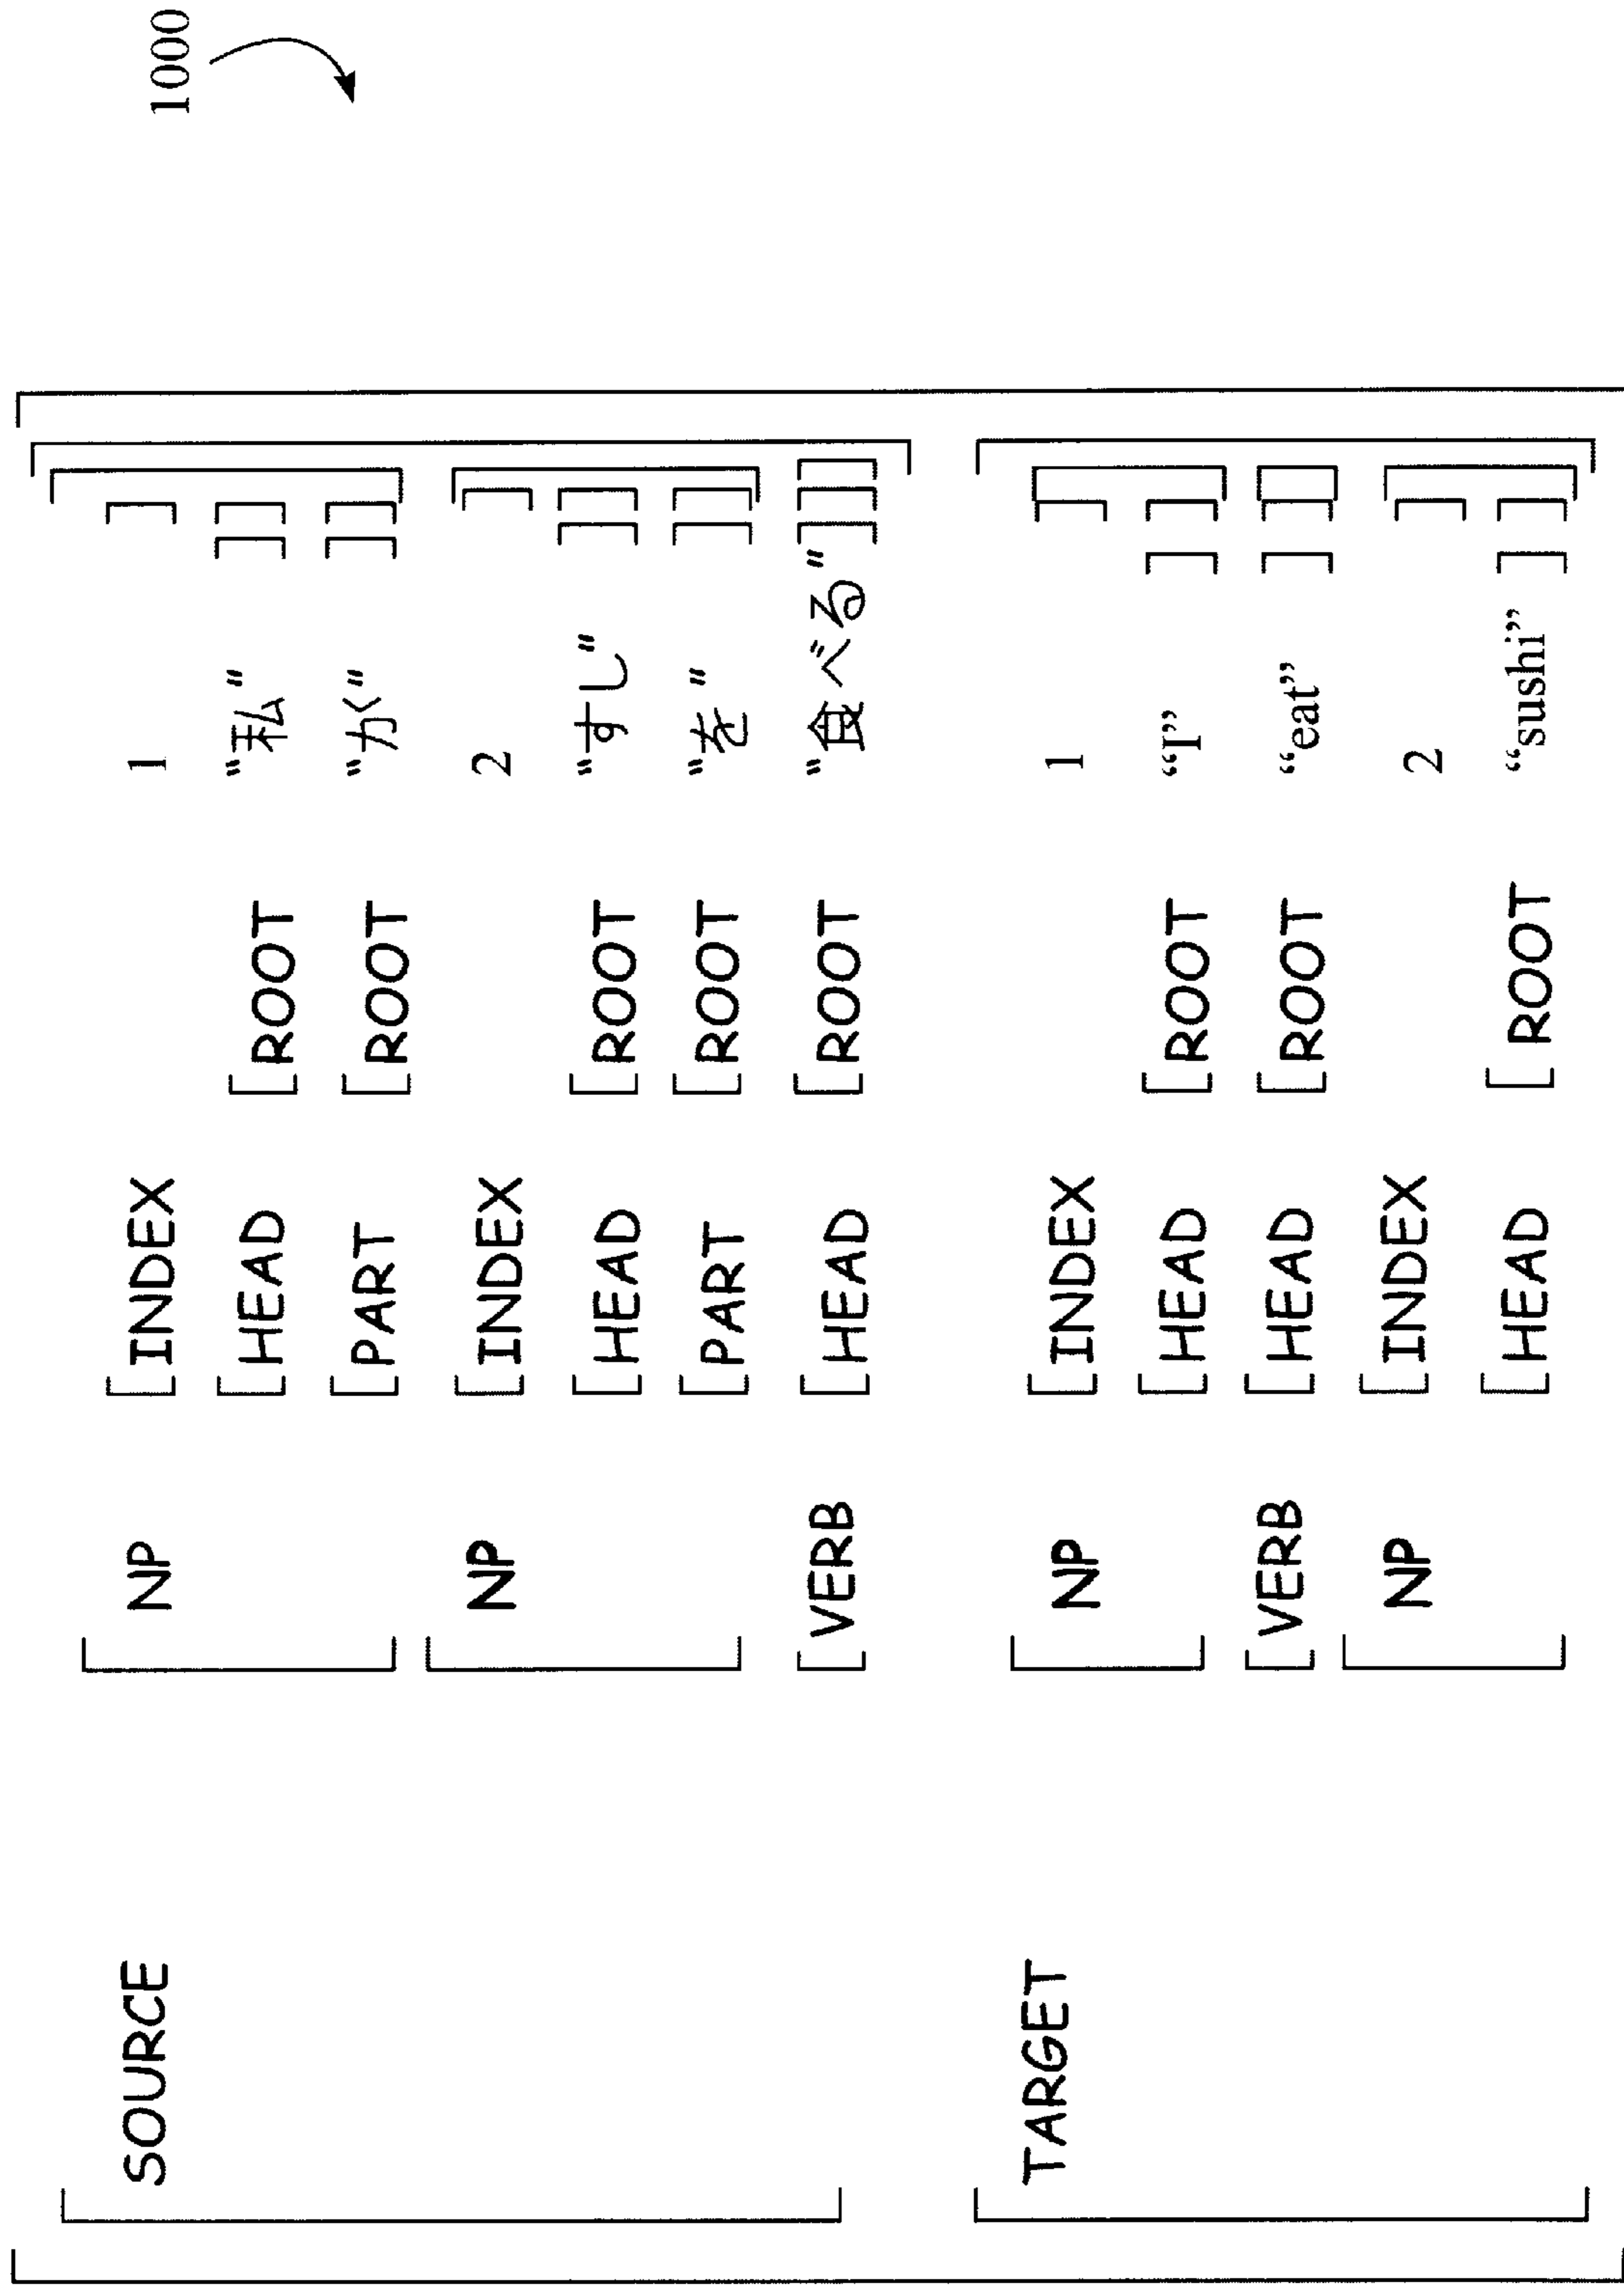 1000
SOURCE NP [INDEX 1 ]
[HEAD [ROOT "私" ]]
[PART [ROOT "が" ]]
NP [INDEX 2 ]
[HEAD [ROOT "すし" ]]
[PART [ROOT "を" ]]
[VERB [HEAD [ROOT "食べる" ]]]
TARGET NP [INDEX 1 ]
[HEAD [ROOT “I” ]]
[VERB [HEAD [ROOT “eat” ]]]
NP [INDEX 2 ]
[HEAD [ROOT “sushi” ]]